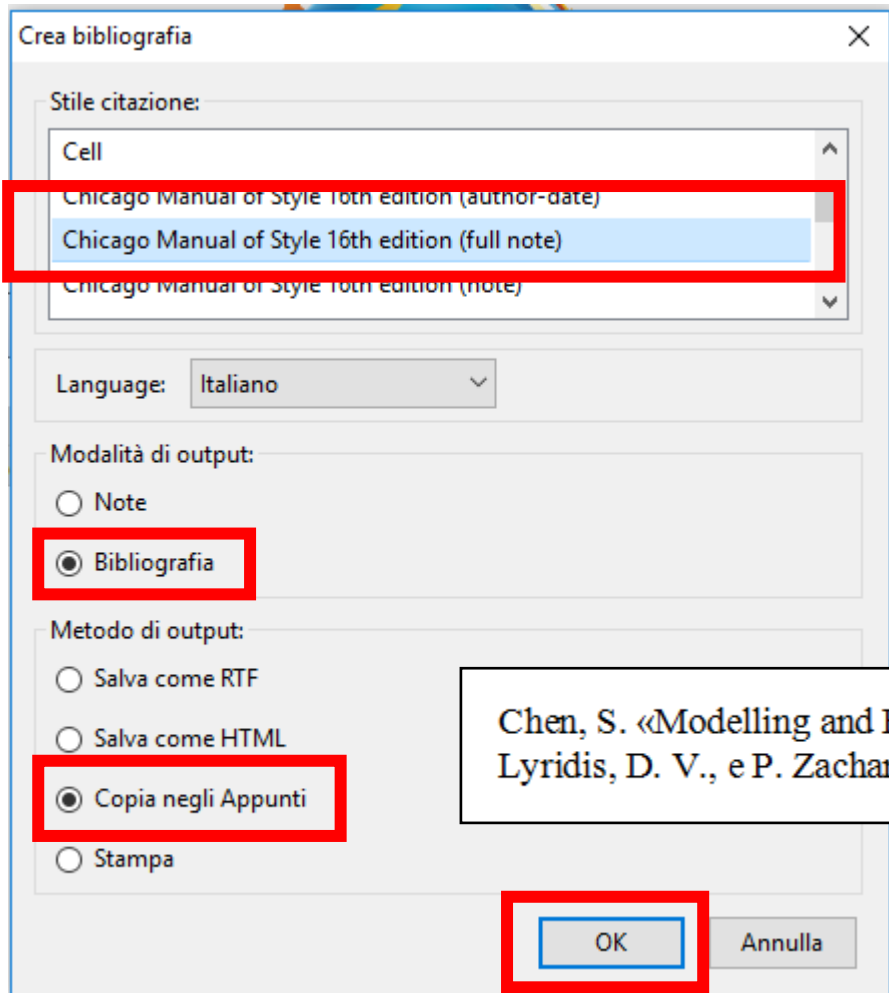 Crea bibliografia
Stile citazione:
Cell
Chicago Manual of Style 16th edition (author-date)
Chicago Manual of Style 16th edition (full note)
Chicago Manual of Style 16th edition (note)
Language: Italiano
Modalità di output:
Note
Bibliografia
Metodo di output:
Salva come RTF
Salva come HTML
Copia negli Appunti
Stampa
Chen, S. «Modelling and
Lyridis, D. V., e P. Zachar
OK Annulla